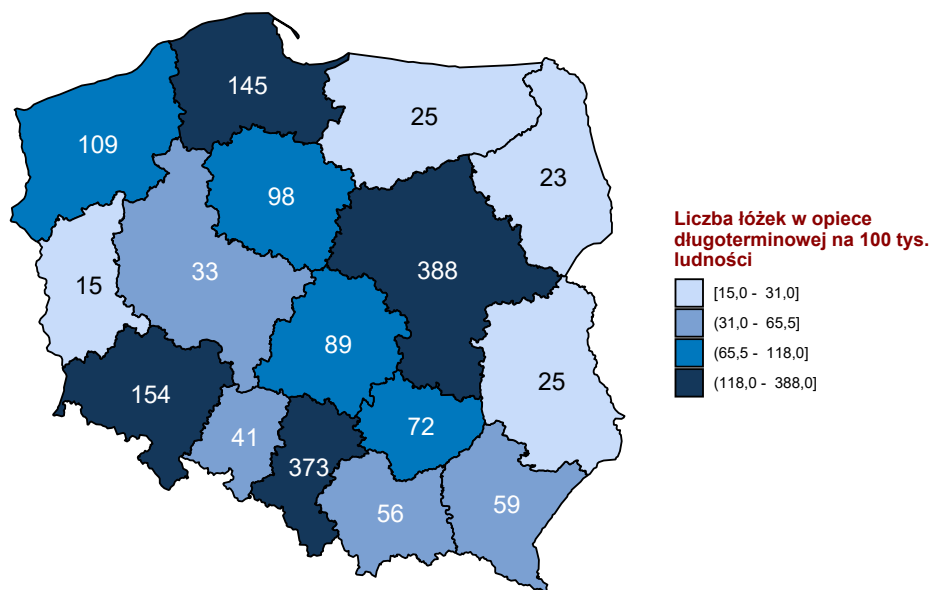 145
25
109
23
98
388
33
15
89
25
154
72
41
373
59
56
Liczba łóżek w opiece
długoterminowej na 100 tys.
ludności
[15,0 - 31,0]
(31,0 - 65,5]
(65,5 - 118,0]
(118,0 - 388,0]